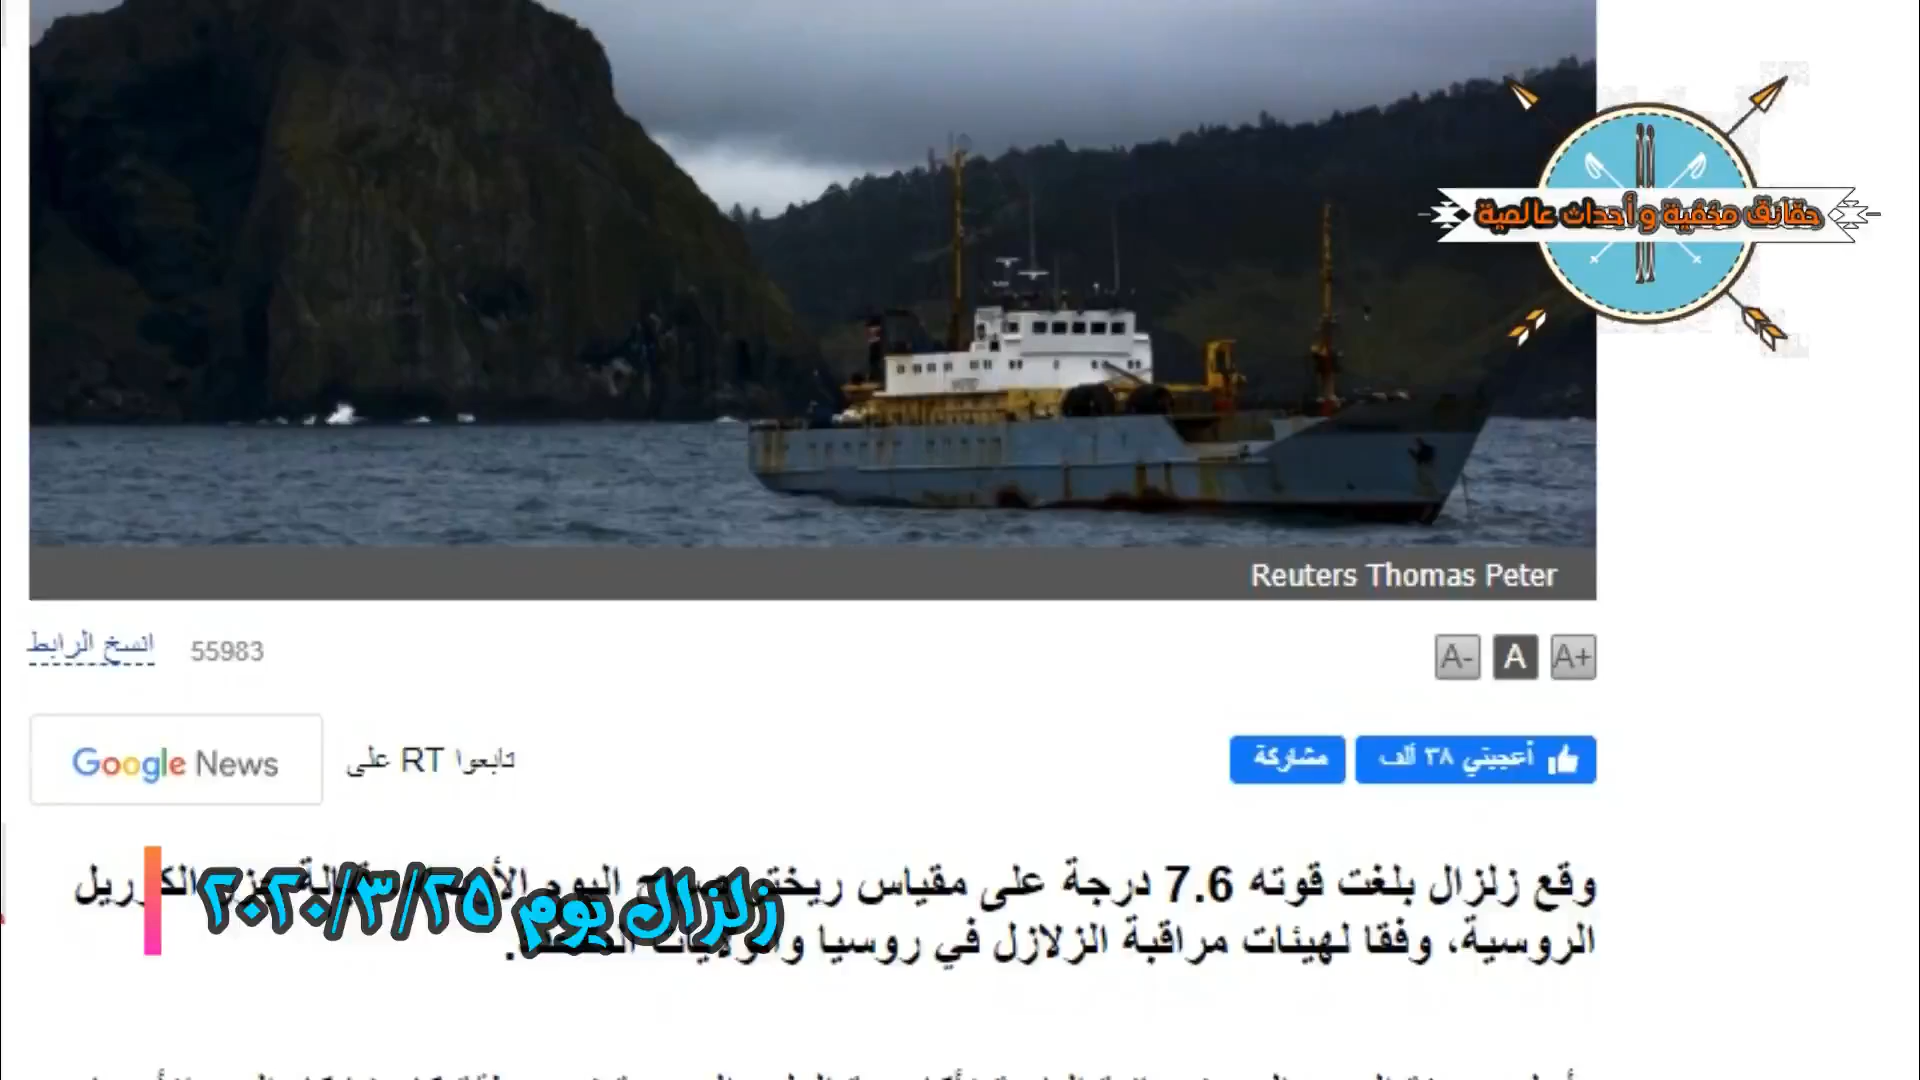 حقائق مخفية و أحداث عالمية
Reuters Thomas Peter
انسخ الرابط 55983 A- A A+
أعجبني ٣٨ ألف مشاركة تابعوا RT على Google News
وقع زلزال بلغت قوته 7.6 درجة على مقياس اليوم
الروسية، وفقا لهيئات مراقبة الزلازل في روسيا
زلزال يوم ٢٠٢٠/٣/٢٥